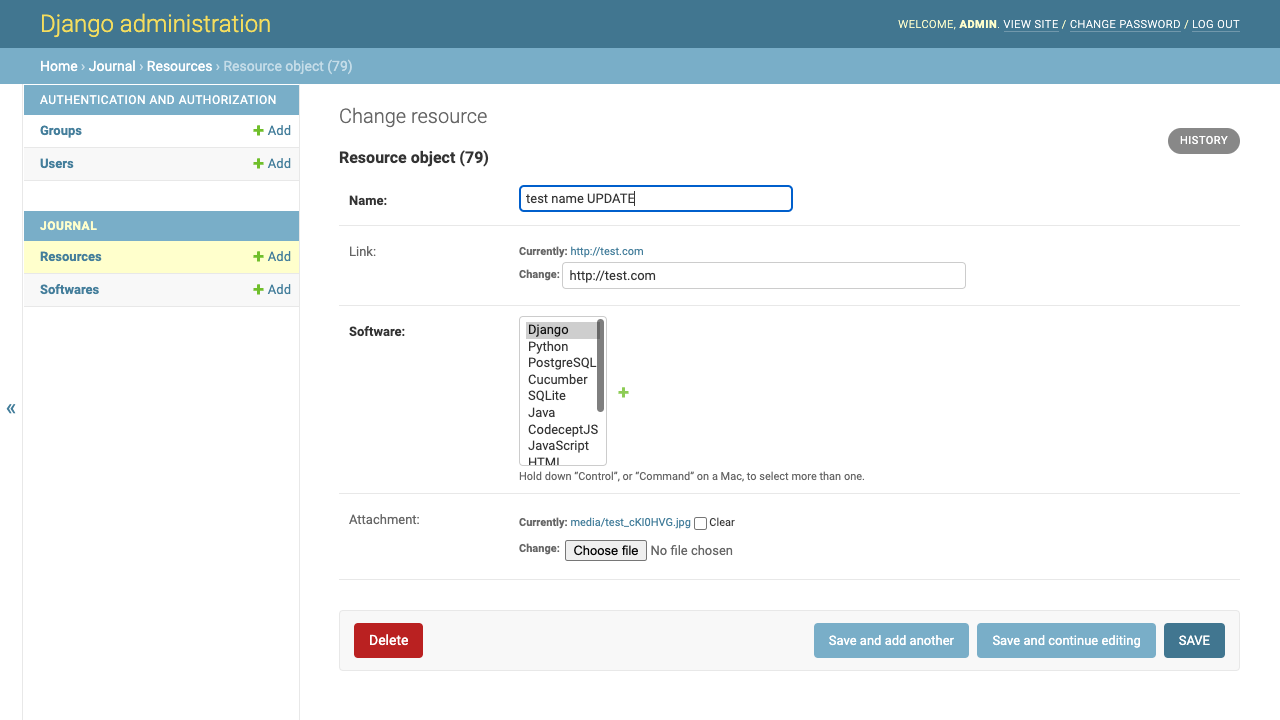 Django administration
WELCOME, ADMIN. VIEW SITE / CHANGE PASSWORD / LOG OUT
Home › Journal › Resources › Resource object (79)
AUTHENTICATION AND AUTHORIZATION
Groups + Add
Users + Add
JOURNAL
Resources + Add
Softwares + Add
«
Change resource
HISTORY
Resource object (79)
Name: test name UPDATE
Link: Currently: http://test.com
Change: http://test.com
Software: Django
Python
PostgreSQL
Cucumber
SQLite
Java
CodeceptJS
JavaScript
HTML
Hold down “Control”, or “Command” on a Mac, to select more than one.
Attachment: Currently: media/test_cKI0HVG.jpg Clear
Change: Choose file No file chosen
Delete Save and add another Save and continue editing SAVE